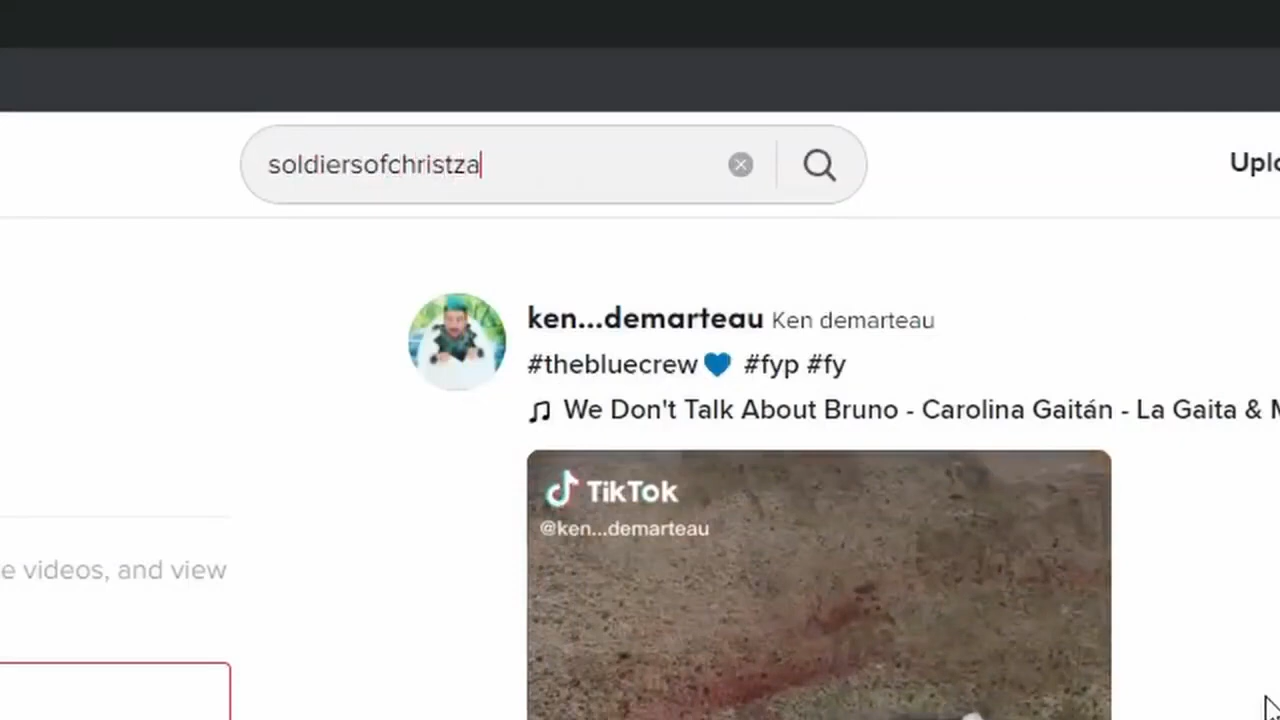 soldiersofchristza
Uplo
ken...demarteau Ken demarteau
#thebluecrew💙 #fyp #fy
We Don't Talk About Bruno - Carolina Gaitán - La Gaita & M
TikTok
@ken...demarteau
e videos, and view